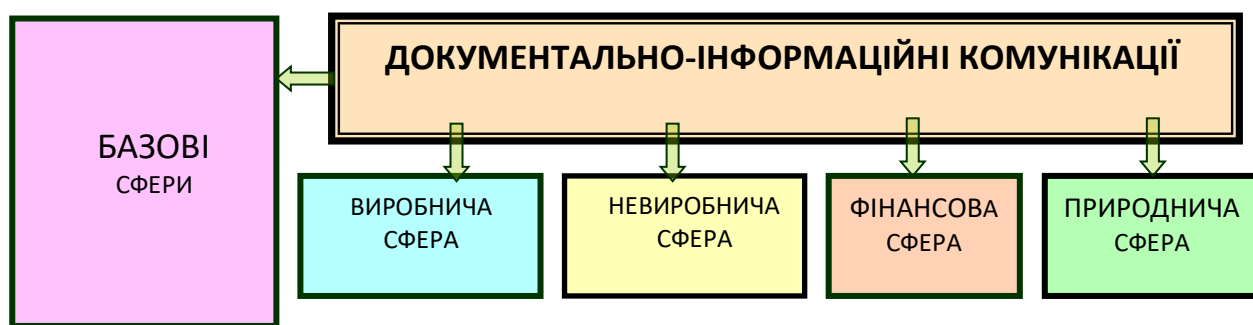 ДОКУМЕНТАЛЬНО-ІНФОРМАЦІЙНІ КОМУНІКАЦІЇ
БАЗОВІ
СФЕРИ
ВИРОБНИЧА
СФЕРА
НЕВИРОБНИЧА
СФЕРА
ФІНАНСОВА
СФЕРА
ПРИРОДНИЧА
СФЕРА